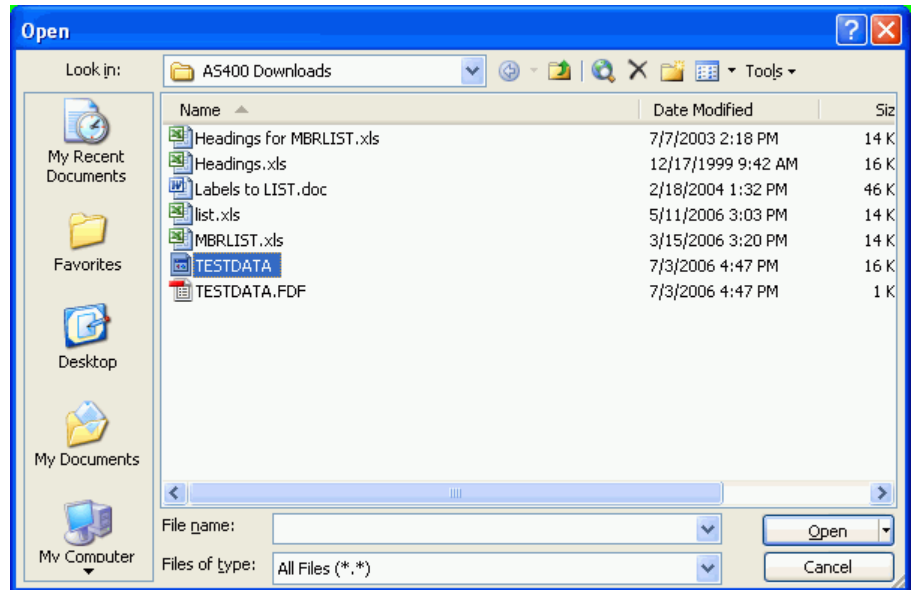 Open
Look in: AS400 Downloads Tools
Name Date Modified Siz
Headings for MBRLIST.xls 7/7/2003 2:18 PM 14 K
Headings.xls 12/17/1999 9:42 AM 16 K
Labels to LIST.doc 2/18/2004 1:32 PM 46 K
list.xls 5/11/2006 3:03 PM 14 K
MBRLIST.xls 3/15/2006 3:20 PM 14 K
TESTDATA 7/3/2006 4:47 PM 16 K
TESTDATA.FDF 7/3/2006 4:47 PM 1 K
My Recent
Documents
Favorites
Desktop
My Documents
My Computer
File name: Open
Files of type: All Files (*.*) Cancel